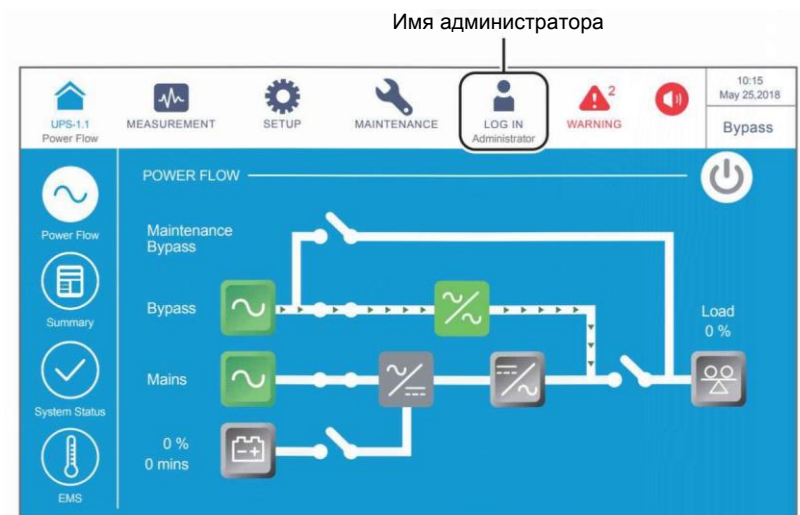 Имя администратора
10:15
May 25,2018
UPS-1.1
Power Flow
MEASUREMENT
SETUP
MAINTENANCE
LOG IN
Administrator
2
WARNING
Bypass
POWER FLOW
Power Flow
Maintenance
Bypass
Summary
Bypass
Load
0 %
Mains
System Status
0 %
0 mins
EMS